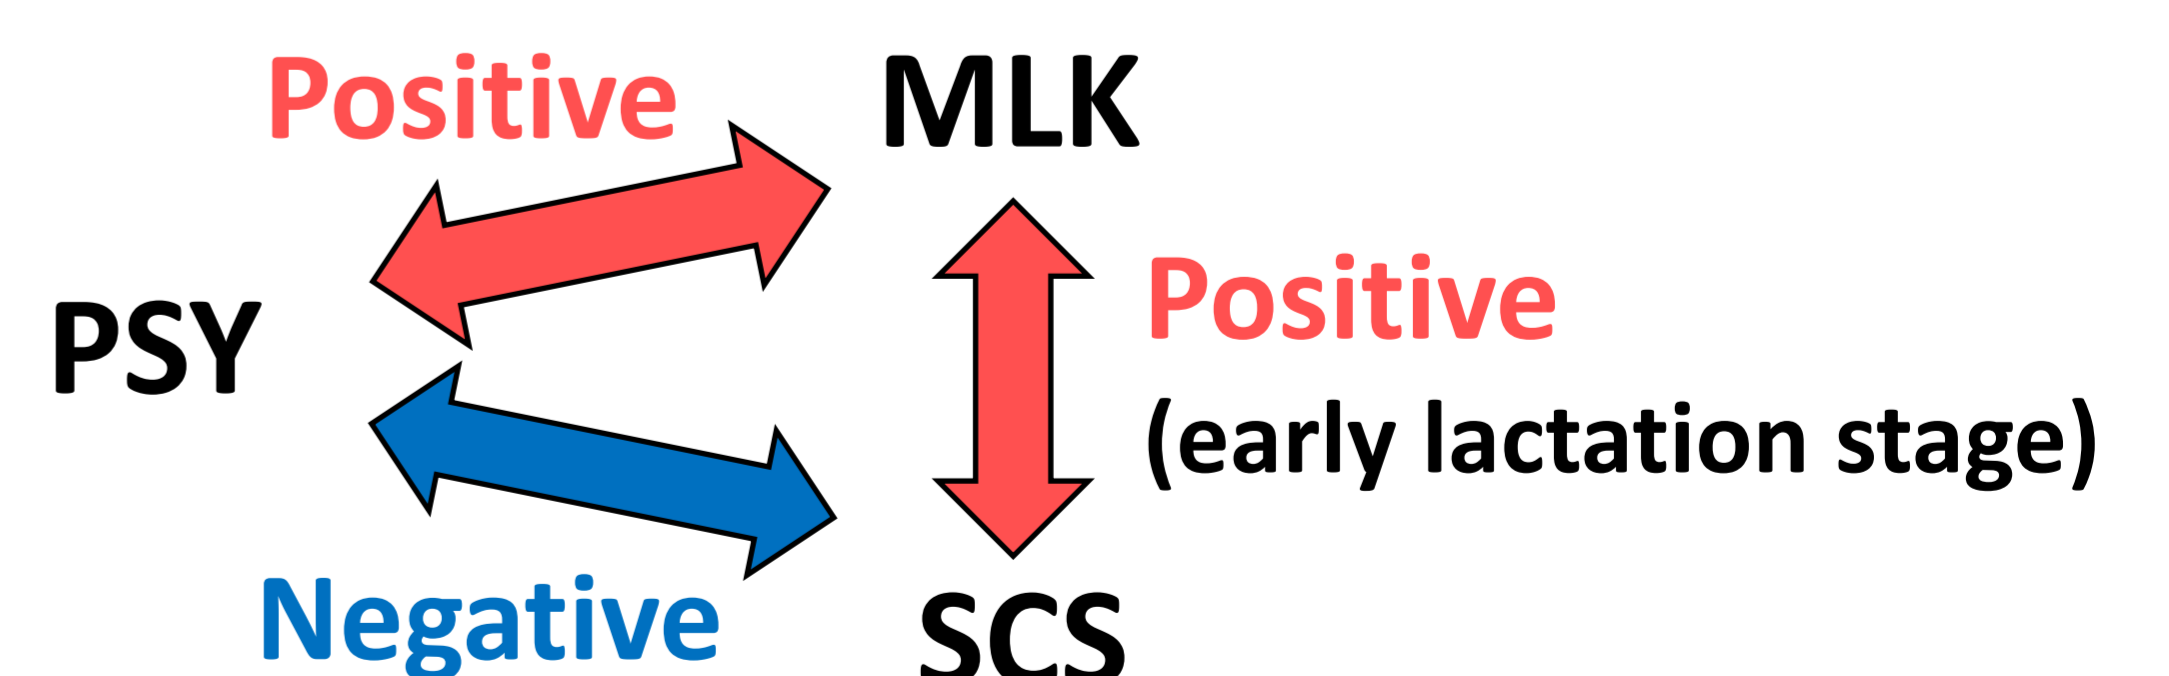 Positive
MLK
PSY
Positive
(early lactation stage)
Negative
SCS